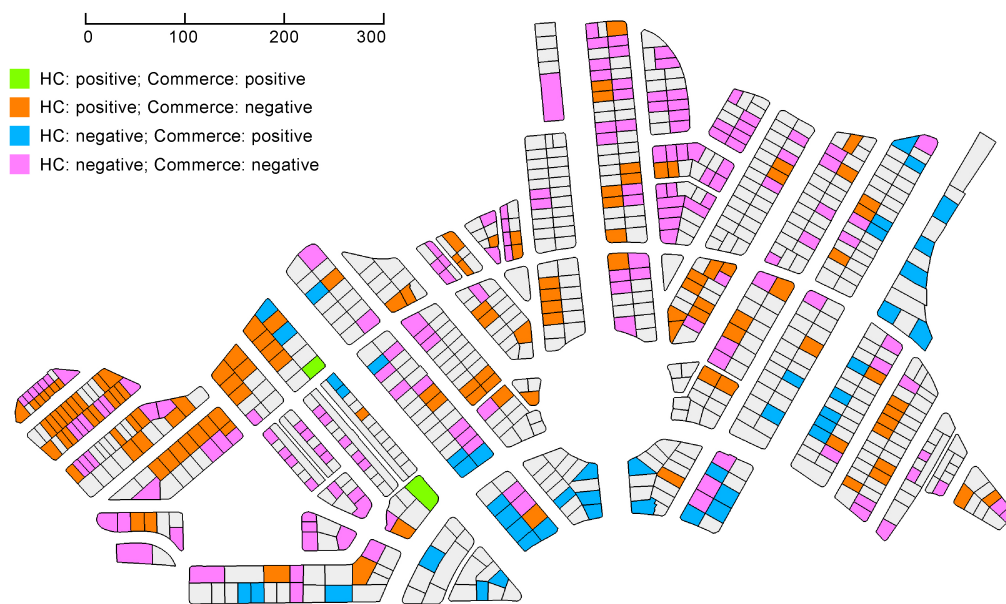 0 100 200 300
HC: positive; Commerce: positive
HC: positive; Commerce: negative
HC: negative; Commerce: positive
HC: negative; Commerce: negative